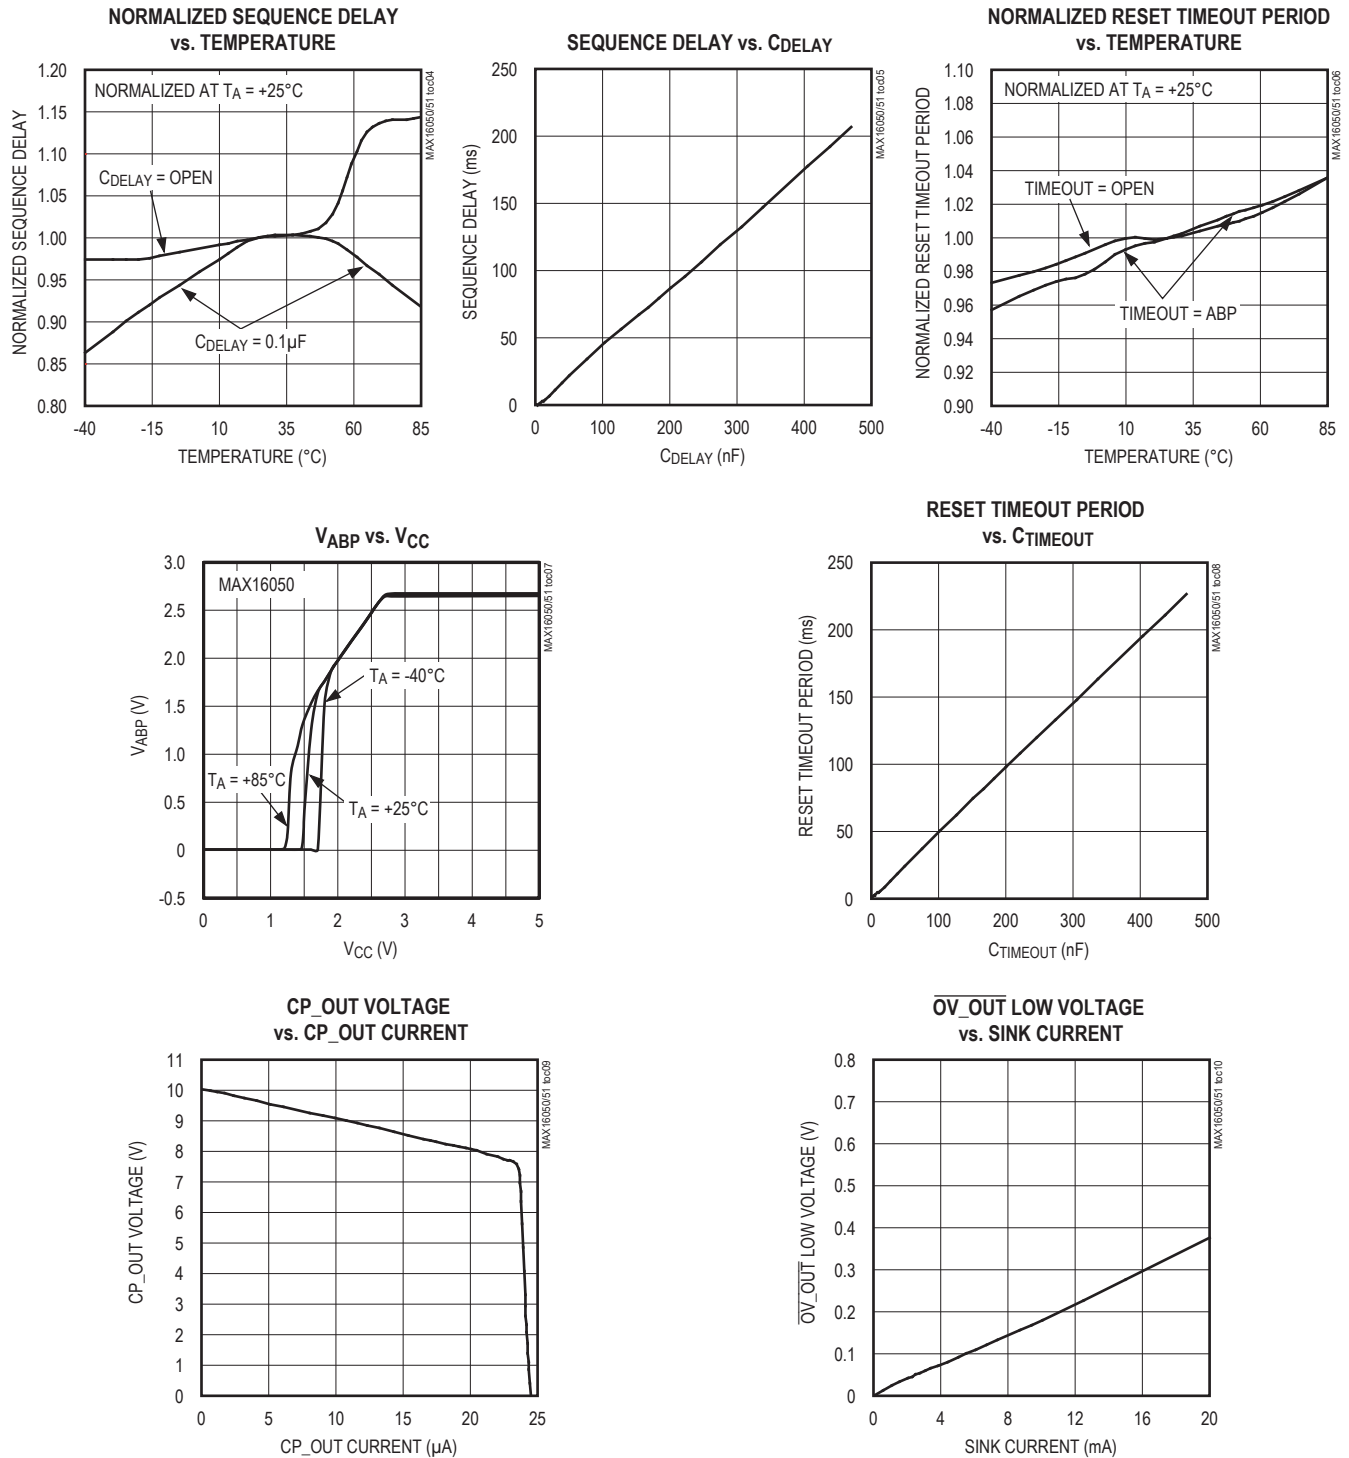 NORMALIZED SEQUENCE DELAY
vs. TEMPERATURE
NORMALIZED SEQUENCE DELAY
1.20
1.15
1.10
1.05
1.00
0.95
0.90
0.85
0.80
NORMALIZED AT TA = +25°C
CDELAY = OPEN
CDELAY = 0.1µF
-40 -15 10 35 60 85
TEMPERATURE (°C)
MAX16050/51 toc04
SEQUENCE DELAY vs. CDELAY
SEQUENCE DELAY (ms)
250
200
150
100
50
0
0 100 200 300 400 500
CDELAY (nF)
MAX16050/51 toc05
NORMALIZED RESET TIMEOUT PERIOD
vs. TEMPERATURE
NORMALIZED RESET TIMEOUT PERIOD
1.10
1.08
1.06
1.04
1.02
1.00
0.98
0.96
0.94
0.92
0.90
NORMALIZED AT TA = +25°C
TIMEOUT = OPEN
TIMEOUT = ABP
-40 -15 10 35 60 85
TEMPERATURE (°C)
MAX16050/51 toc06
VABP vs. VCC
VABP (V)
3.0
2.5
2.0
1.5
1.0
0.5
0
-0.5
MAX16050
TA = -40°C
TA = +85°C
TA = +25°C
0 1 2 3 4 5
VCC (V)
MAX16050/51 toc07
RESET TIMEOUT PERIOD
vs. CTIMEOUT
RESET TIMEOUT PERIOD (ms)
250
200
150
100
50
0
0 100 200 300 400 500
CTIMEOUT (nF)
MAX16050/51 toc08
CP_OUT VOLTAGE
vs. CP_OUT CURRENT
CP_OUT VOLTAGE (V)
11
10
9
8
7
6
5
4
3
2
1
0
0 5 10 15 20 25
CP_OUT CURRENT (µA)
MAX16050/51 toc09
OV_OUT LOW VOLTAGE
vs. SINK CURRENT
OV_OUT LOW VOLTAGE (V)
0.8
0.7
0.6
0.5
0.4
0.3
0.2
0.1
0
0 4 8 12 16 20
SINK CURRENT (mA)
MAX16050/51 toc10